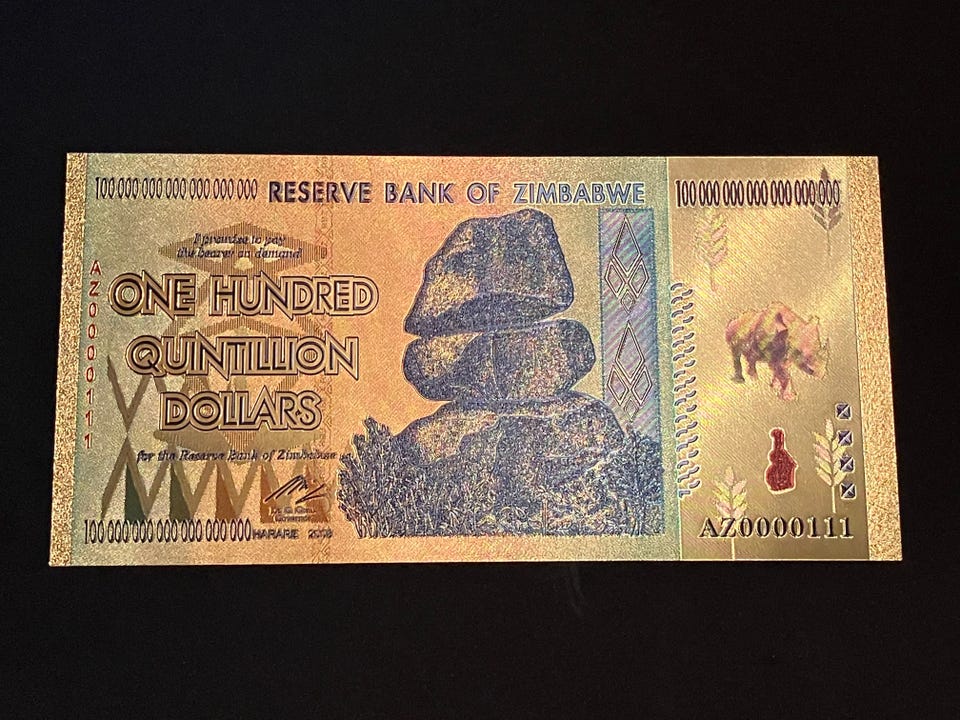 100 000 000 000 000 000 000
RESERVE BANK OF ZIMBABWE
100 000 000 000 000 000 000
I promise to pay
the bearer on demand
ONE HUNDRED
QUINTILLION
DOLLARS
for the Reserve Bank of Zimbabwe
AZ0000111
Governor
100 000 000 000 000 000 000
HARARE 2008
AZ0000111